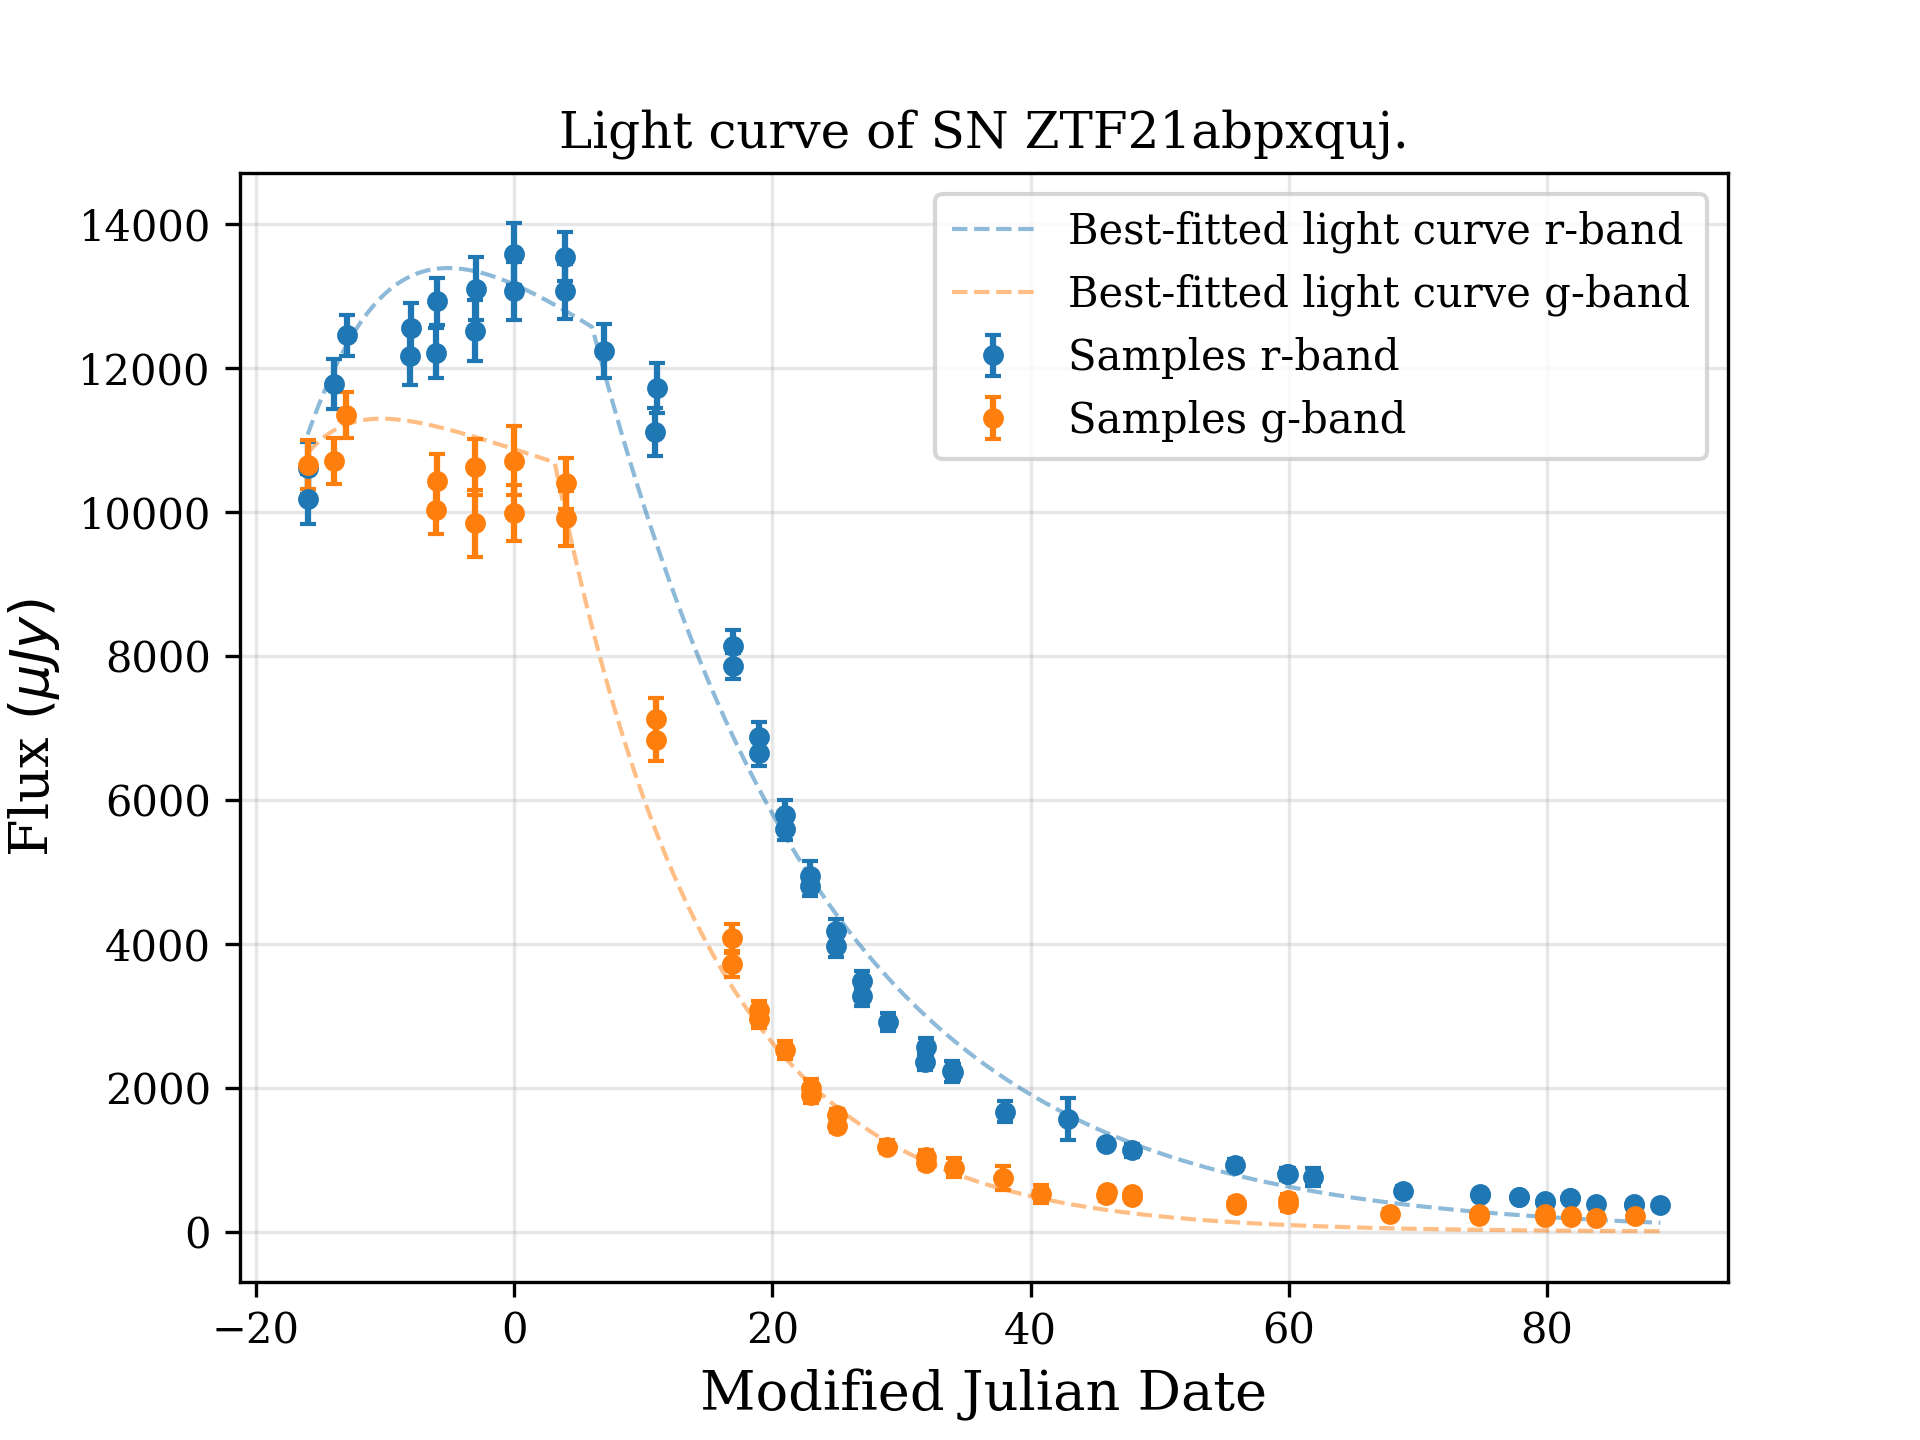 Light curve of SN ZTF21abpxquj.
Best-fitted light curve r-band
Best-fitted light curve g-band
Samples r-band
Samples g-band
14000
12000
10000
8000
6000
4000
2000
0
Flux (μJy)
−20 0 20 40 60 80
Modified Julian Date